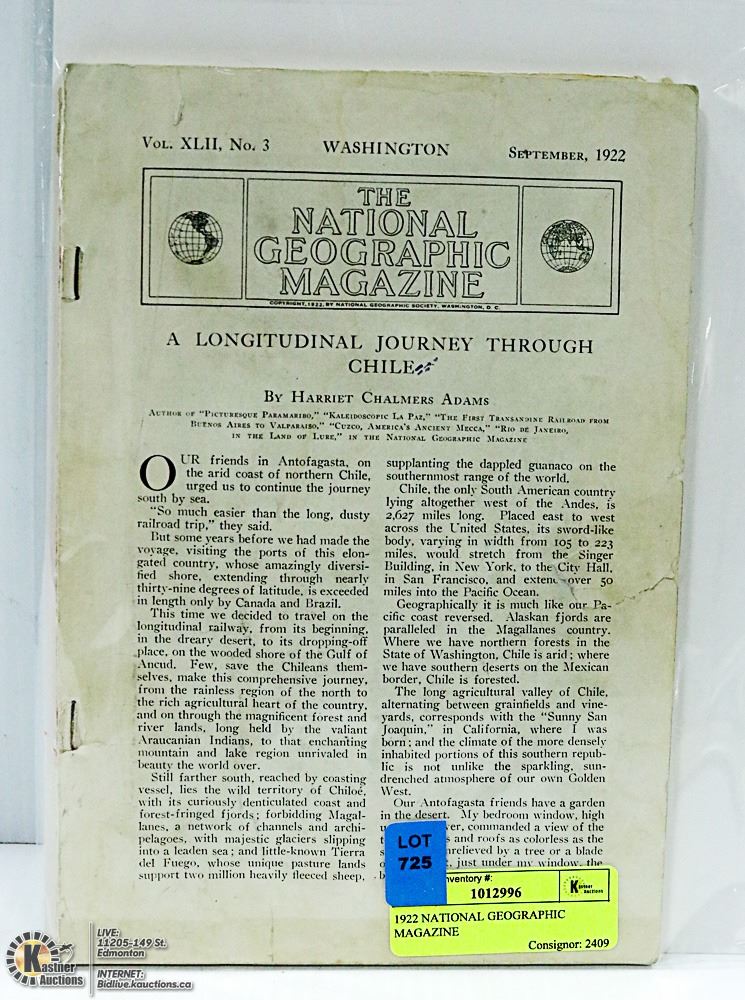 VOL. XLII, NO. 3 WASHINGTON SEPTEMBER, 1922
THE
NATIONAL
GEOGRAPHIC
MAGAZINE
COPYRIGHT, 1922, BY NATIONAL GEOGRAPHIC SOCIETY, WASHINGTON, D. C.
A LONGITUDINAL JOURNEY THROUGH
CHILE
BY HARRIET CHALMERS ADAMS
AUTHOR OF "PICTURESQUE PARAMARIBO," "KALEIDOSCOPIC LA PAZ," "THE FIRST TRANSANDINE RAILROAD FROM
BUENOS AIRES TO VALPARAISO," "CUZCO, AMERICA'S ANCIENT MECCA," "RIO DE JANEIRO,
IN THE LAND OF LURE," IN THE NATIONAL GEOGRAPHIC MAGAZINE
OUR friends in Antofagasta, on
the arid coast of northern Chile,
urged us to continue the journey
south by sea.
"So much easier than the long, dusty
railroad trip," they said.
But some years before we had made the
voyage, visiting the ports of this elon-
gated country, whose amazingly diversi-
fied shore, extending through nearly
thirty-nine degrees of latitude, is exceeded
in length only by Canada and Brazil.
This time we decided to travel on the
longitudinal railway, from its beginning,
in the dreary desert, to its dropping-off
place, on the wooded shore of the Gulf of
Ancud. Few, save the Chileans them-
selves, make this comprehensive journey,
from the rainless region of the north to
the rich agricultural heart of the country,
and on through the magnificent forest and
river lands, long held by the valiant
Araucanian Indians, to that enchanting
mountain and lake region unrivaled in
beauty the world over.
Still farther south, reached by coasting
vessel, lies the wild territory of Chiloé,
with its curiously denticulated coast and
forest-fringed fjords; forbidding Magal-
lanes, a network of channels and archi-
pelagoes, with majestic glaciers slipping
into a leaden sea; and little-known Tierra
del Fuego, whose unique pasture lands
support two million heavily fleeced sheep,
supplanting the dappled guanaco on the
southernmost range of the world.
Chile, the only South American country
lying altogether west of the Andes, is
2,627 miles long. Placed east to west
across the United States, its sword-like
body, varying in width from 105 to 223
miles, would stretch from the Singer
Building, in New York, to the City Hall,
in San Francisco, and extend over 50
miles into the Pacific Ocean.
Geographically it is much like our Pa-
cific coast reversed. Alaskan fjords are
paralleled in the Magallanes country.
Where we have northern forests in the
State of Washington, Chile is arid; where
we have southern deserts on the Mexican
border, Chile is forested.
The long agricultural valley of Chile,
alternating between grainfields and vine-
yards, corresponds with the "Sunny San
Joaquin," in California, where I was
born; and the climate of the more densely
inhabited portions of this southern repub-
lic is not unlike the sparkling, sun-
drenched atmosphere of our own Golden
West.
Our Antofagasta friends have a garden
in the desert. My bedroom window, high
commanded a view of the
and roofs as colorless as the
unrelieved by a tree or a blade
just under my window, the
LOT
725
Inventory #:
1012996
Kastner
Auctions
1922 NATIONAL GEOGRAPHIC
MAGAZINE
Consignor: 2409
Kastner
Auctions
LIVE:
11205-149 St.
Edmonton
INTERNET:
Bidlive.kauctions.ca